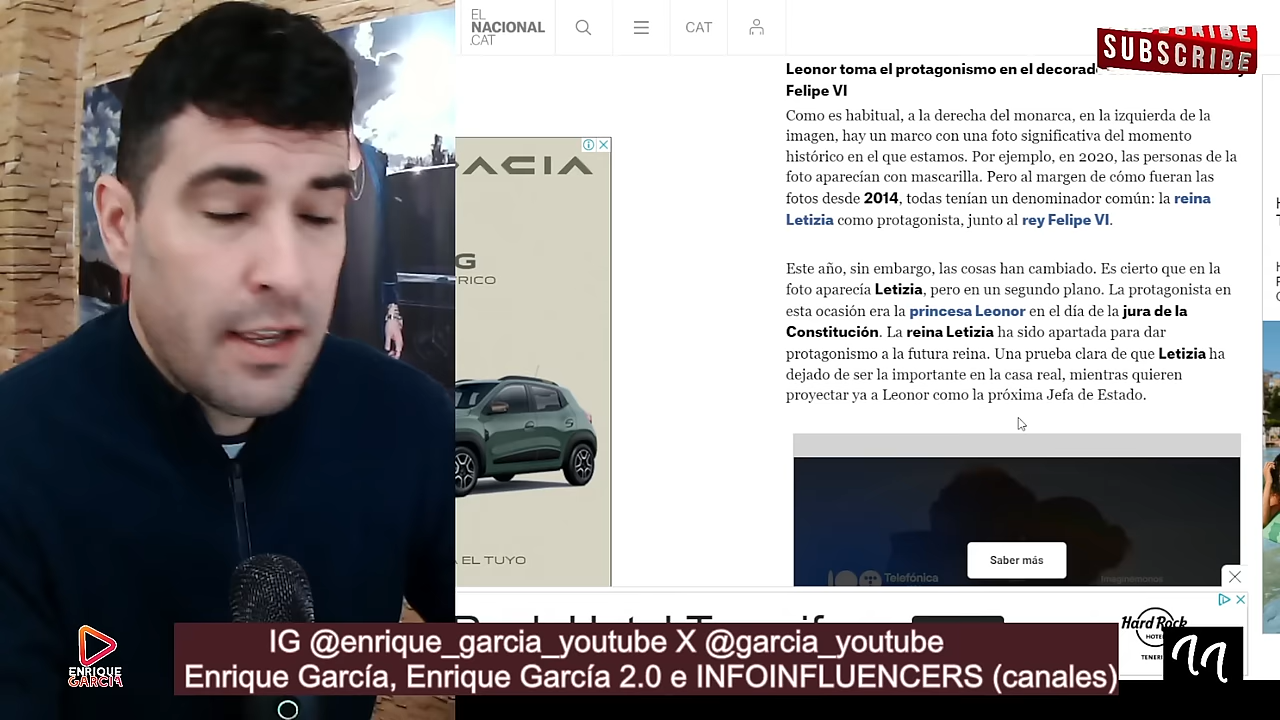 EL
NACIONAL
.CAT
CAT
SUBSCRIBE
SUBSCRIBE
Leonor toma el protagonismo en el
Felipe VI
Como es habitual, a la derecha del monarca, en la izquierda de la
imagen, hay un marco con una foto significativa del momento
histórico en el que estamos. Por ejemplo, en 2020, las personas de la
foto aparecían con mascarilla. Pero al margen de cómo fueran las
fotos desde 2014, todas tenían un denominador común: la reina
Letizia como protagonista, junto al rey Felipe VI.
Este año, sin embargo, las cosas han cambiado. Es cierto que en la
foto aparecía Letizia, pero en un segundo plano. La protagonista en
esta ocasión era la princesa Leonor en el día de la jura de la
Constitución. La reina Letizia ha sido apartada para dar
protagonismo a la futura reina. Una prueba clara de que Letizia ha
dejado de ser la importante en la casa real, mientras quieren
proyectar ya a Leonor como la próxima Jefa de Estado.
ACIA
G
RICO
EL TUYO
Saber más
Telefónica
Imaginémonos
Hard Rock
HOTEL
TENERI
IG @enrique_garcia_youtube X @garcia_youtube
Enrique García, Enrique García 2.0 e INFOINFLUENCERS (canales)
ENRIQUE
GARCÍA